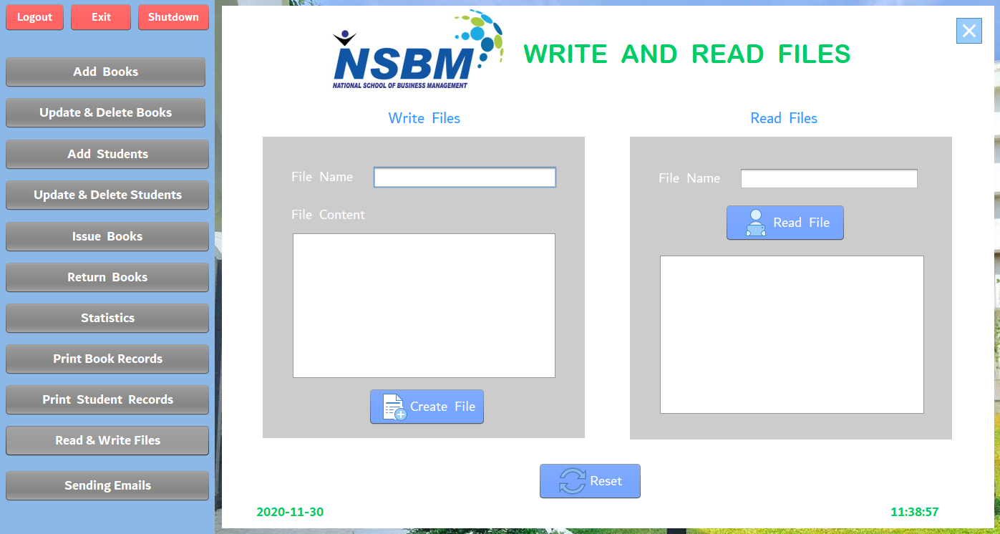 Logout
Exit
Shutdown
Add Books
Update & Delete Books
Add Students
Update & Delete Students
Issue Books
Return Books
Statistics
Print Book Records
Print Student Records
Read & Write Files
Sending Emails
NSBM
NATIONAL SCHOOL OF BUSINESS MANAGEMENT
WRITE AND READ FILES
Write Files
File Name
File Content
Create File
Read Files
File Name
Read File
Reset
2020-11-30
11:38:57